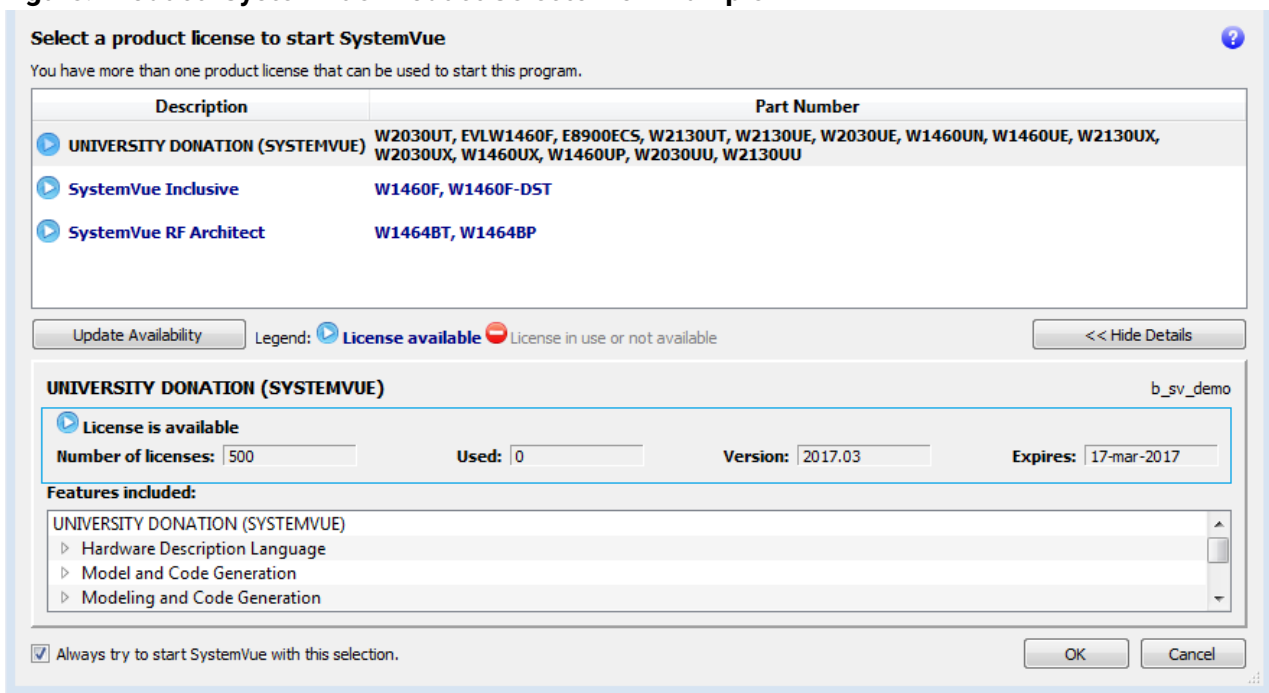 Select a product license to start SystemVue
You have more than one product license that can be used to start this program.
Description Part Number
UNIVERSITY DONATION (SYSTEMVUE) W2030UT, EVLW1460F, E8900ECS, W2130UT, W2130UE, W2030UE, W1460UN, W1460UE, W2130UX,
W2030UX, W1460UX, W1460UP, W2030UU, W2130UU
SystemVue Inclusive W1460F, W1460F-DST
SystemVue RF Architect W1464BT, W1464BP
Update Availability Legend: License available License in use or not available << Hide Details
UNIVERSITY DONATION (SYSTEMVUE) b_sv_demo
License is available
Number of licenses: 500 Used: 0 Version: 2017.03 Expires: 17-mar-2017
Features included:
UNIVERSITY DONATION (SYSTEMVUE)
Hardware Description Language
Model and Code Generation
Modeling and Code Generation
Always try to start SystemVue with this selection. OK Cancel